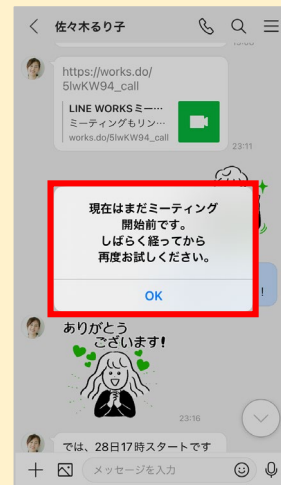 佐々木るり子
https://works.do/
5lwKW94_call
LINE WORKSミー…
ミーティングもリン…
works.do/5lwKW94_call
23:11
現在はまだミーティング
開始前です。
しばらく経ってから
再度お試しください。
OK
!
ありがとう
ございます!
23:16
では、28日17時スタートです
メッセージを入力